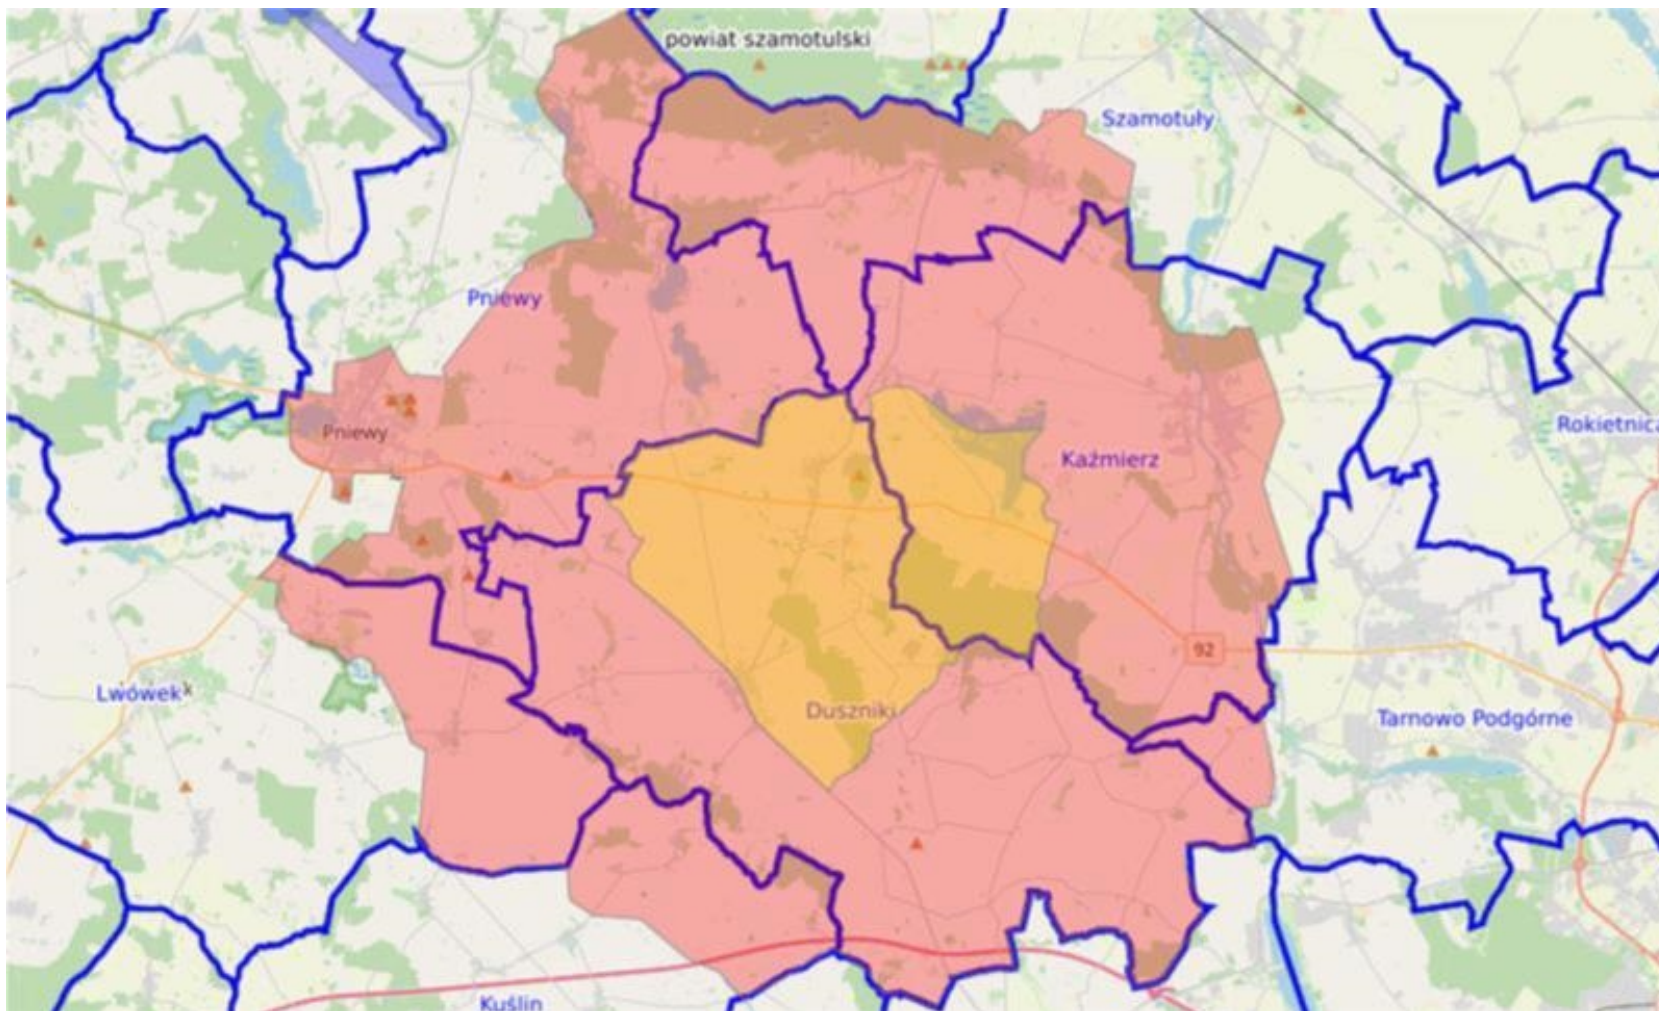 powiat szamotulski
Szamotuły
Pniewy
Rokietnica
Pniewy
Kaźmierz
92
Lwówek
Duszniki
Tarnowo Podgórne
Kuślin